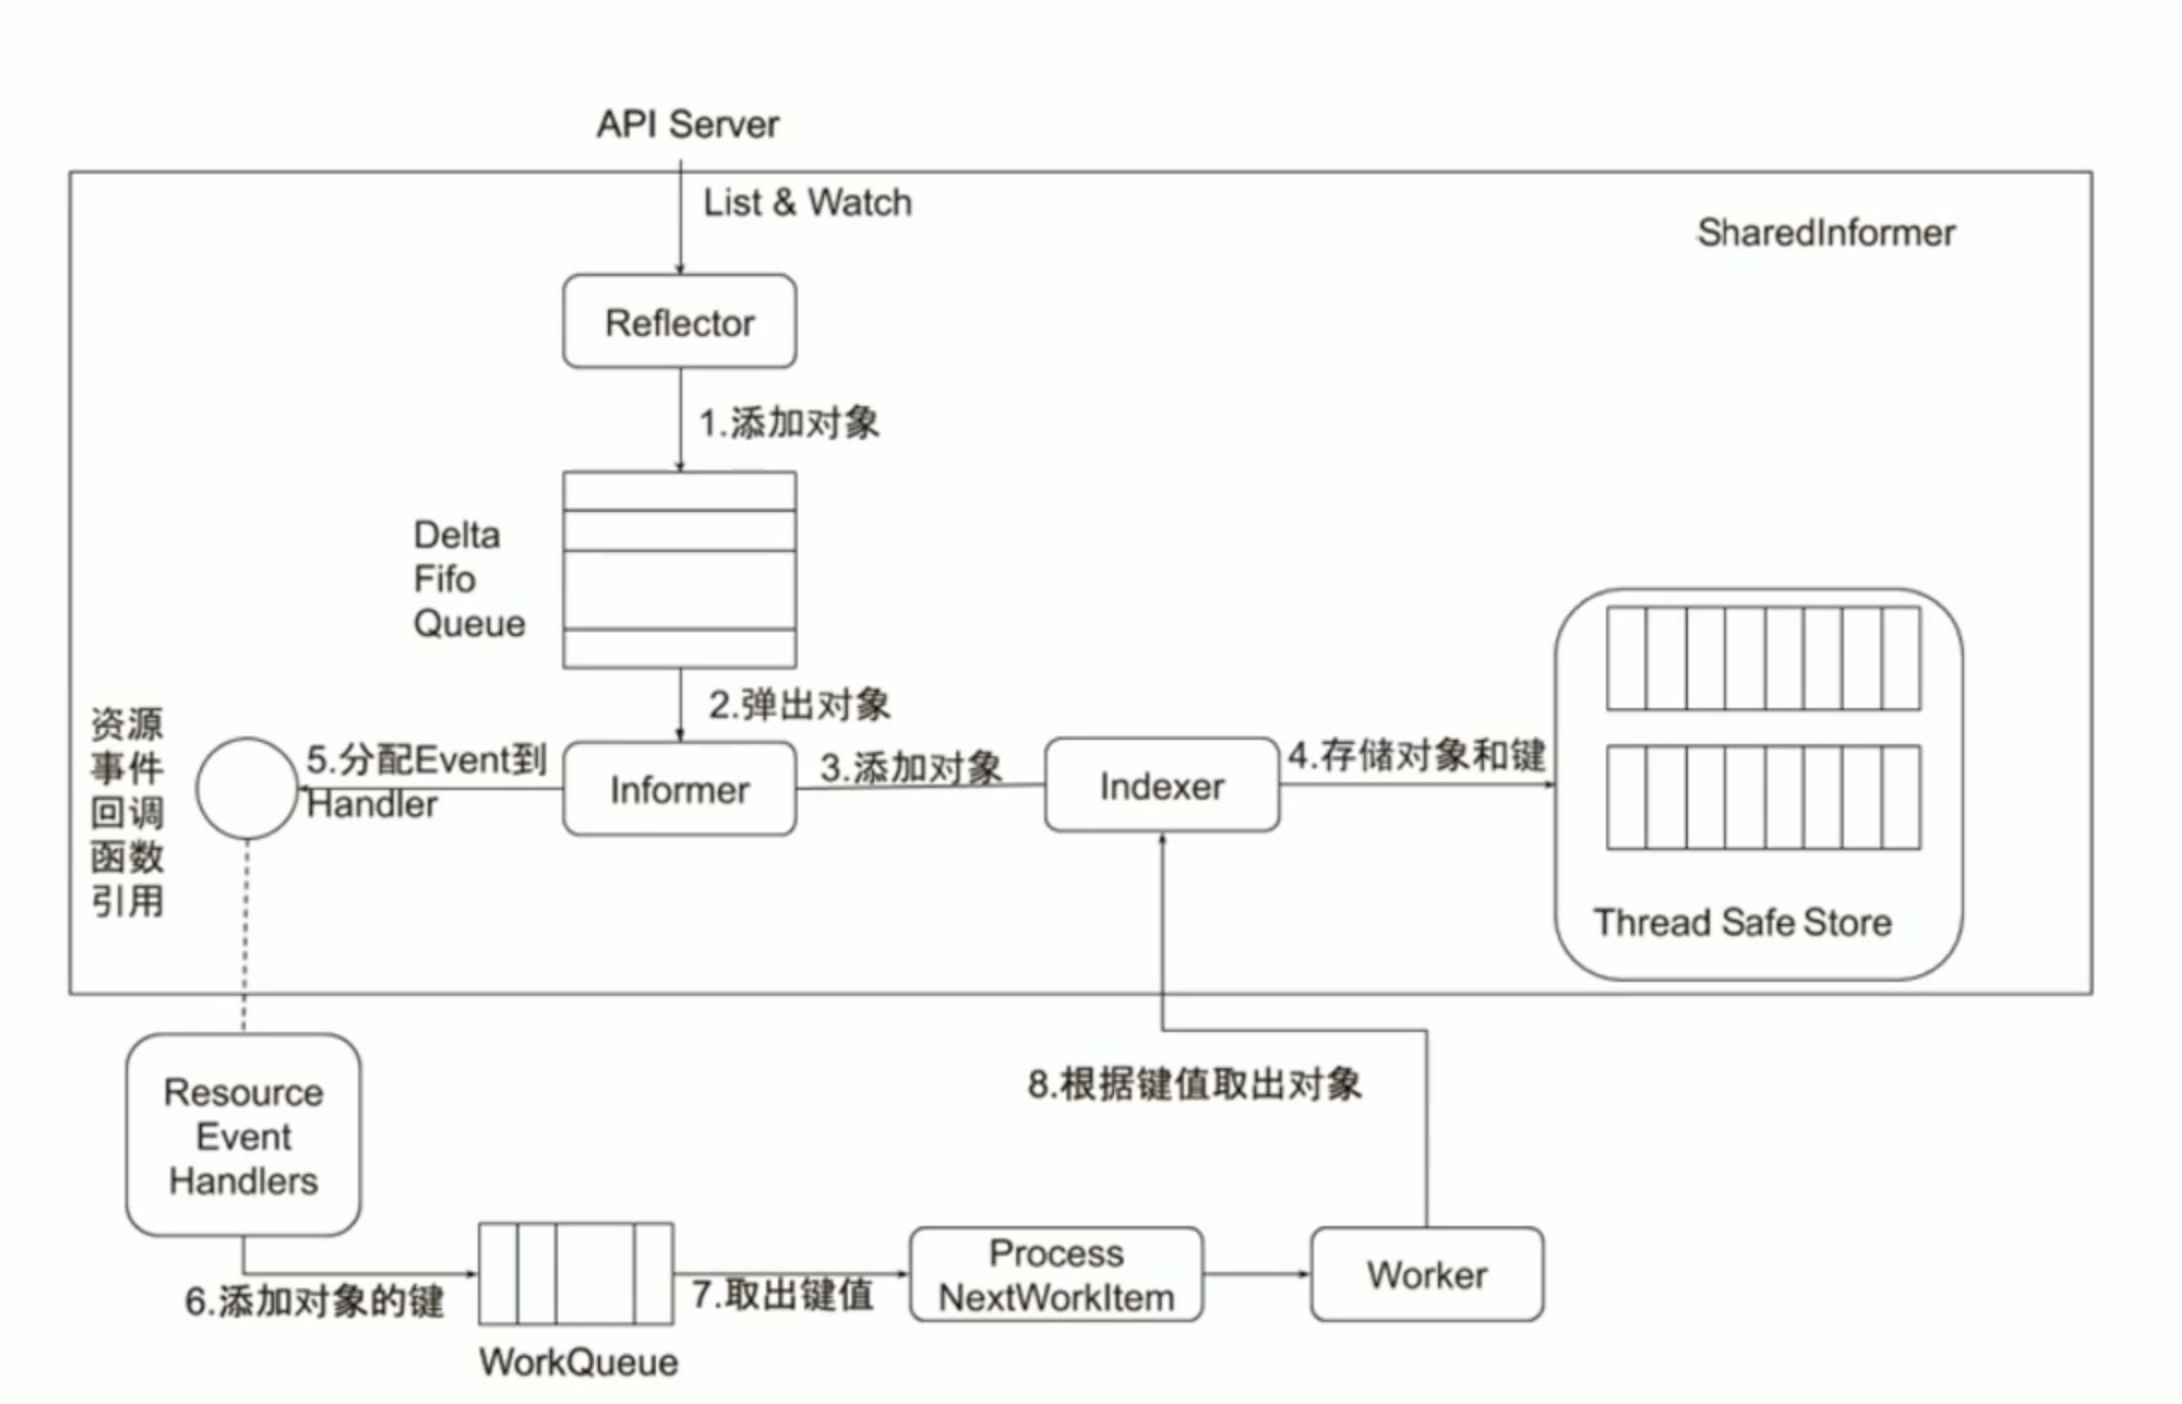 API Server
List & Watch
SharedInformer
Reflector
1.添加对象
Delta
Fifo
Queue
2.弹出对象
资源
事件
回调
函数
引用
5.分配Event到
Handler
Informer
3.添加对象
Indexer
4.存储对象和键
Thread Safe Store
Resource
Event
Handlers
8.根据键值取出对象
6.添加对象的键
WorkQueue
7.取出键值
Process
NextWorkItem
Worker